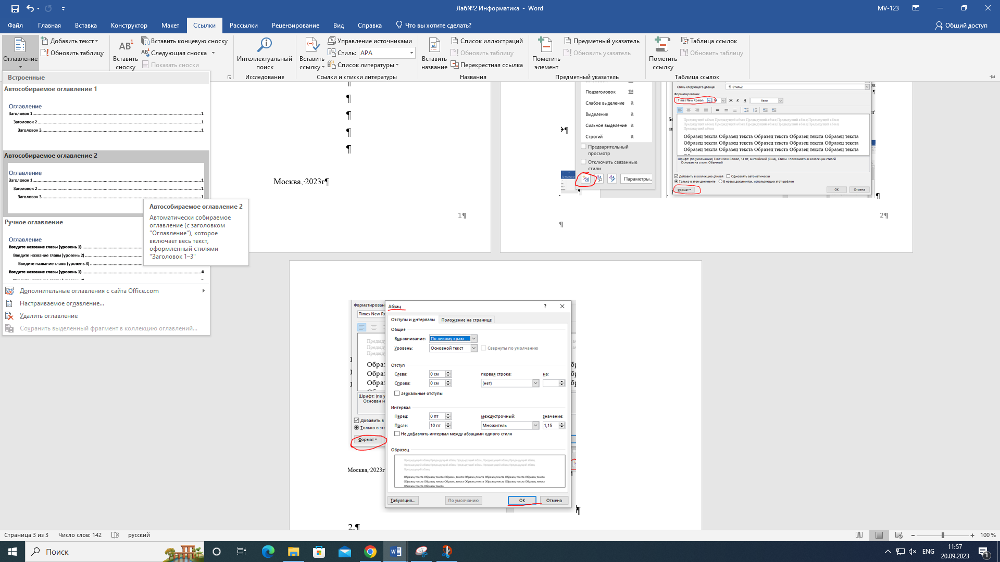 Лаб№2 Информатика - Word
MV-123
Файл Главная Вставка Конструктор Макет Ссылки Рассылки Рецензирование Вид Справка Что вы хотите сделать? Общий доступ
Оглавление
Добавить текст
Обновить таблицу
AB1
Вставить сноску
Вставить концевую сноску
Следующая сноска
Показать сноски
Интеллектуальный поиск
Исследование
Вставить ссылку
Управление источниками
Стиль: APA
Список литературы
Ссылки и списки литературы
Вставить название
Список иллюстраций
Обновить таблицу
Перекрестная ссылка
Названия
Пометить элемент
Предметный указатель
Обновить указатель
Предметный указатель
Пометить ссылку
Таблица ссылок
Обновить таблицу
Таблица ссылок
Встроенные
Автособираемое оглавление 1
Оглавление
Заголовок 1...1
Заголовок 2...1
Заголовок 3...1
Автособираемое оглавление 2
Оглавление
Заголовок 1...1
Заголовок 2...1
Заголовок 3...1
Автособираемое оглавление 2
Автоматически собираемое
оглавление (с заголовком
"Оглавление"), которое
включает весь текст,
оформленный стилями
"Заголовок 1–3"
Ручное оглавление
Оглавление
Введите название главы (уровень 1)
Введите название главы (уровень 2)
Введите название главы (уровень 3)
Введите название главы (уровень 1)...4
Дополнительные оглавления с сайта Office.com
Настраиваемое оглавление...
Удалить оглавление
Сохранить выделенный фрагмент в коллекцию оглавлений...
¶
¶
¶
¶
Москва,·2023г¶
1¶
Подзаголовок
Слабое выделение a
Выделение a
Сильное выделение a
Строгий a
Предварительный
просмотр
Отключить связанные
стили
Параметры...
Стиль следующего абзаца: ¶ Стиль2
Форматирование
Times New Roman 14 Ж К Ч Авто
Предыдущий абзац Предыдущий абзац Предыдущий абзац Предыдущий абзац Предыдущий абзац
Образец текста Образец текста Образец текста Образец текста Образец текста
Образец текста Образец текста Образец текста Образец текста Образец текста
Образец текста Образец текста Образец текста Образец текста Образец текста
Шрифт: (по умолчанию) Times New Roman, 14 пт, английский (США), Стиль: : показывать в коллекции стилей
Основан на стиле: Обычный
Добавить в коллекцию стилей Обновлять автоматически
Только в этом документе В новых документах, использующих этот шаблон
Формат ОК Отмена
2¶
¶
Форматирован
Times New Ro
Образ
Образ
Образ
Шрифт: (по у
Основан н
Добавить в
Только в это
Формат
Москва,·2023г
Абзац ?
Отступы и интервалы Положение на странице
Общие
Выравнивание: По левому краю
Уровень: Основной текст Свернуты по умолчанию
Отступ
Слева: 0 см первая строка: на:
Справа: 0 см (нет)
Зеркальные отступы
Интервал
Перед: 0 пт междустрочный: значение:
После: 10 пт Множитель 1,15
Не добавлять интервал между абзацами одного стиля
Образец
Предыдущий абзац Предыдущий абзац Предыдущий абзац Предыдущий абзац Предыдущий абзац
Образец текста Образец текста Образец текста Образец текста Образец текста Образец текста Образец текста
Образец текста Образец текста Образец текста Образец текста Образец текста Образец текста Образец текста
Образец текста Образец текста
Табуляция... По умолчанию ОК Отмена
¶
2.¶
Страница 3 из 3 Число слов: 142 русский 100 %
Поиск
ENG
11:57
20.09.2023
1